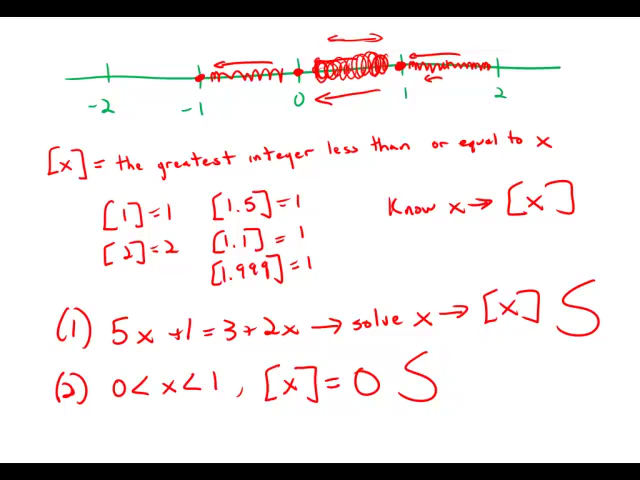 -2 -1 0 1 2
[x] = the greatest integer less than or equal to x
[1]=1 [1.5]=1 Know x→ [x]
[2]=2 [1.1] = 1
[1.999]=1
(1) 5x +1 = 3+2x → solve x → [x] S
(2) 0< x < 1 , [x] = 0 S